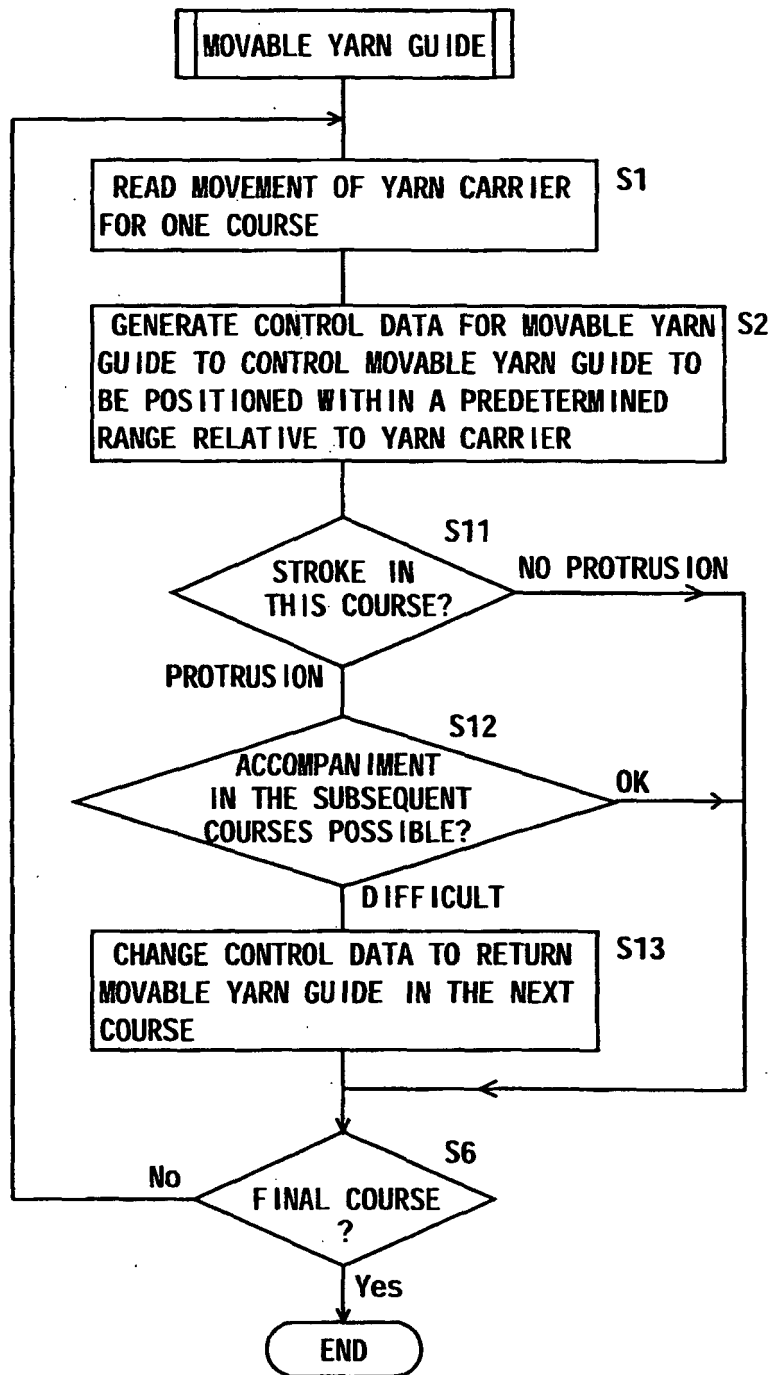 MOVABLE YARN GUIDE
READ MOVEMENT OF YARN CARRIER
FOR ONE COURSE
S1
GENERATE CONTROL DATA FOR MOVABLE YARN
GUIDE TO CONTROL MOVABLE YARN GUIDE TO
BE POSITIONED WITHIN A PREDETERMINED
RANGE RELATIVE TO YARN CARRIER
S2
S11
STROKE IN
THIS COURSE?
NO PROTRUSION
PROTRUSION
S12
ACCOMPANIMENT
IN THE SUBSEQUENT
COURSES POSSIBLE?
OK
DIFFICULT
CHANGE CONTROL DATA TO RETURN
MOVABLE YARN GUIDE IN THE NEXT
COURSE
S13
S6
No
FINAL COURSE
?
Yes
END